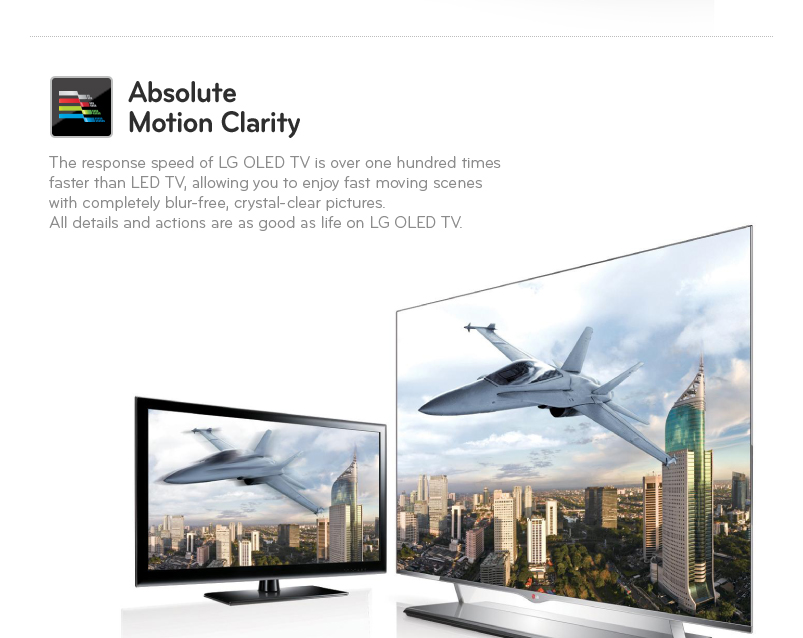 Absolute
Motion Clarity
The response speed of LG OLED TV is over one hundred times
faster than LED TV, allowing you to enjoy fast moving scenes
with completely blur-free, crystal-clear pictures.
All details and actions are as good as life on LG OLED TV.